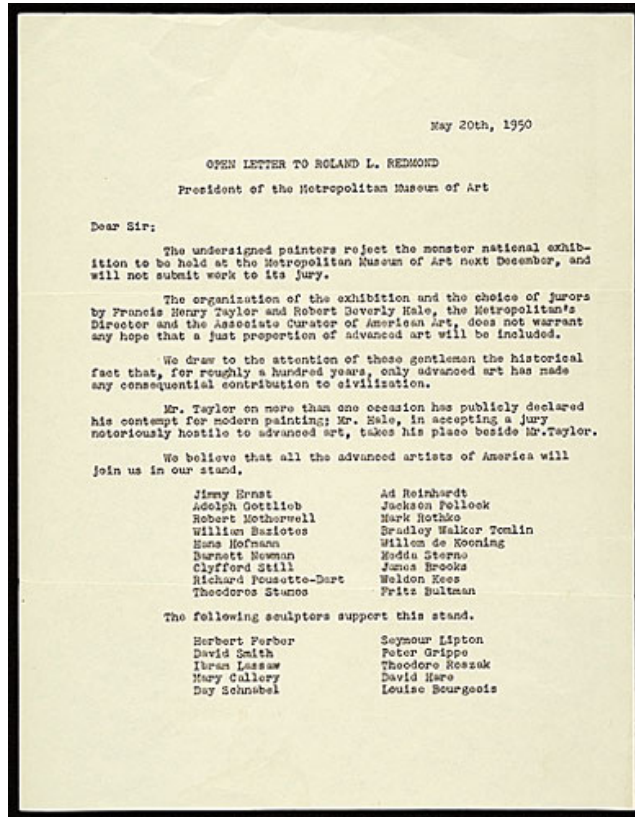 May 20th, 1950
OPEN LETTER TO ROLAND L. REDMOND
President of the Metropolitan Museum of Art
Dear Sir;
The undersigned painters reject the monster national exhib-
ition to be held at the Metropolitan Museum of Art next December, and
will not submit work to its jury.
The organization of the exhibition and the choice of jurors
by Francis Henry Taylor and Robert Beverly Hale, the Metropolitan's
Director and the Associate Curator of American Art, does not warrant
any hope that a just proportion of advanced art will be included.
We draw to the attention of those gentlemen the historical
fact that, for roughly a hundred years, only advanced art has made
any consequential contribution to civilization.
Mr. Taylor on more than one occasion has publicly declared
his contempt for modern painting; Mr. Hale, in accepting a jury
notoriously hostile to advanced art, takes his place beside Mr.Taylor.
We believe that all the advanced artists of America will
join us in our stand.
Jimmy Ernst Ad Reinhardt
Adolph Gottlieb Jackson Pollock
Robert Motherwell Mark Rothko
William Baziotes Bradley Walker Tomlin
Hans Hofmann Willem de Kooning
Barnett Newman Hedda Sterne
Clyfford Still James Brooks
Richard Pousette-Dart Weldon Kees
Theodoros Stamos Fritz Bultman
The following sculptors support this stand.
Herbert Ferber Seymour Lipton
David Smith Peter Grippe
Ibram Lassaw Theodore Roszak
Mary Callery David Hare
Day Schnabel Louise Bourgeois